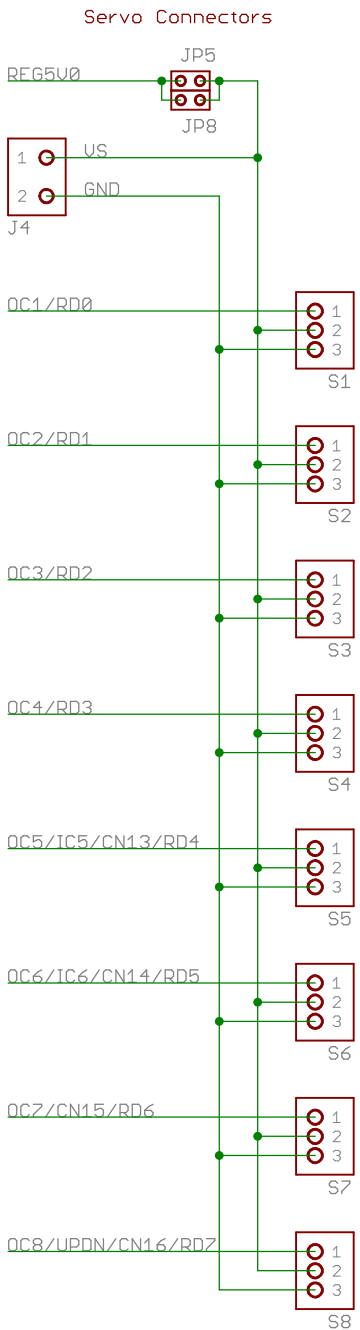 Servo Connectors
JP5
REG5V0
JP8
1 VS
2 GND
J4
OC1/RD0
1
2
3
S1
OC2/RD1
1
2
3
S2
OC3/RD2
1
2
3
S3
OC4/RD3
1
2
3
S4
OC5/IC5/CN13/RD4
1
2
3
S5
OC6/IC6/CN14/RD5
1
2
3
S6
OC7/CN15/RD6
1
2
3
S7
OC8/UPDN/CN16/RD7
1
2
3
S8